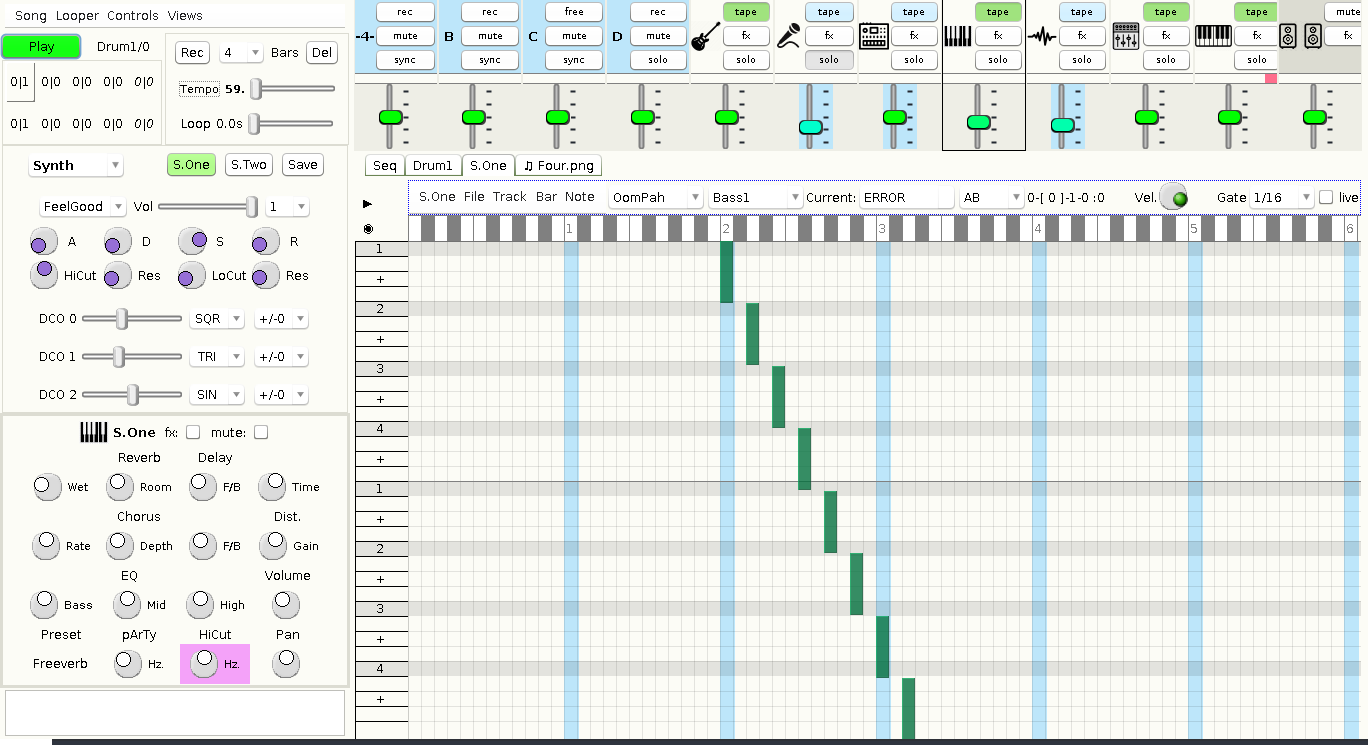 Song Looper Controls Views
Play Drum1/0
0|1 0|0 0|0 0|0 0|0
0|1 0|0 0|0 0|0 0|0
Rec 4 Bars Del
Tempo 59.
Loop 0.0s
Synth S.One S.Two Save
FeelGood Vol 1
A D S R
HiCut Res LoCut Res
DCO 0 SQR +/-0
DCO 1 TRI +/-0
DCO 2 SIN +/-0
S.One fx: mute:
Reverb Delay
Wet Room F/B Time
Chorus Dist.
Rate Depth F/B Gain
EQ Volume
Bass Mid High
Preset pArTy HiCut Pan
Freeverb Hz. Hz.
rec rec free rec tape tape tape tape tape tape tape mute
-4- mute B mute C mute D mute fx fx fx fx fx fx fx fx
sync sync sync solo solo solo solo solo solo solo solo
Seq Drum1 S.One ♫ Four.png
S.One File Track Bar Note OomPah Bass1 Current: ERROR AB 0-[ 0 ]-1-0 :0 Vel. Gate 1/16 live
1 2 3 4 5 6
1
+
2
+
3
+
4
+
1
+
2
+
3
+
4
+